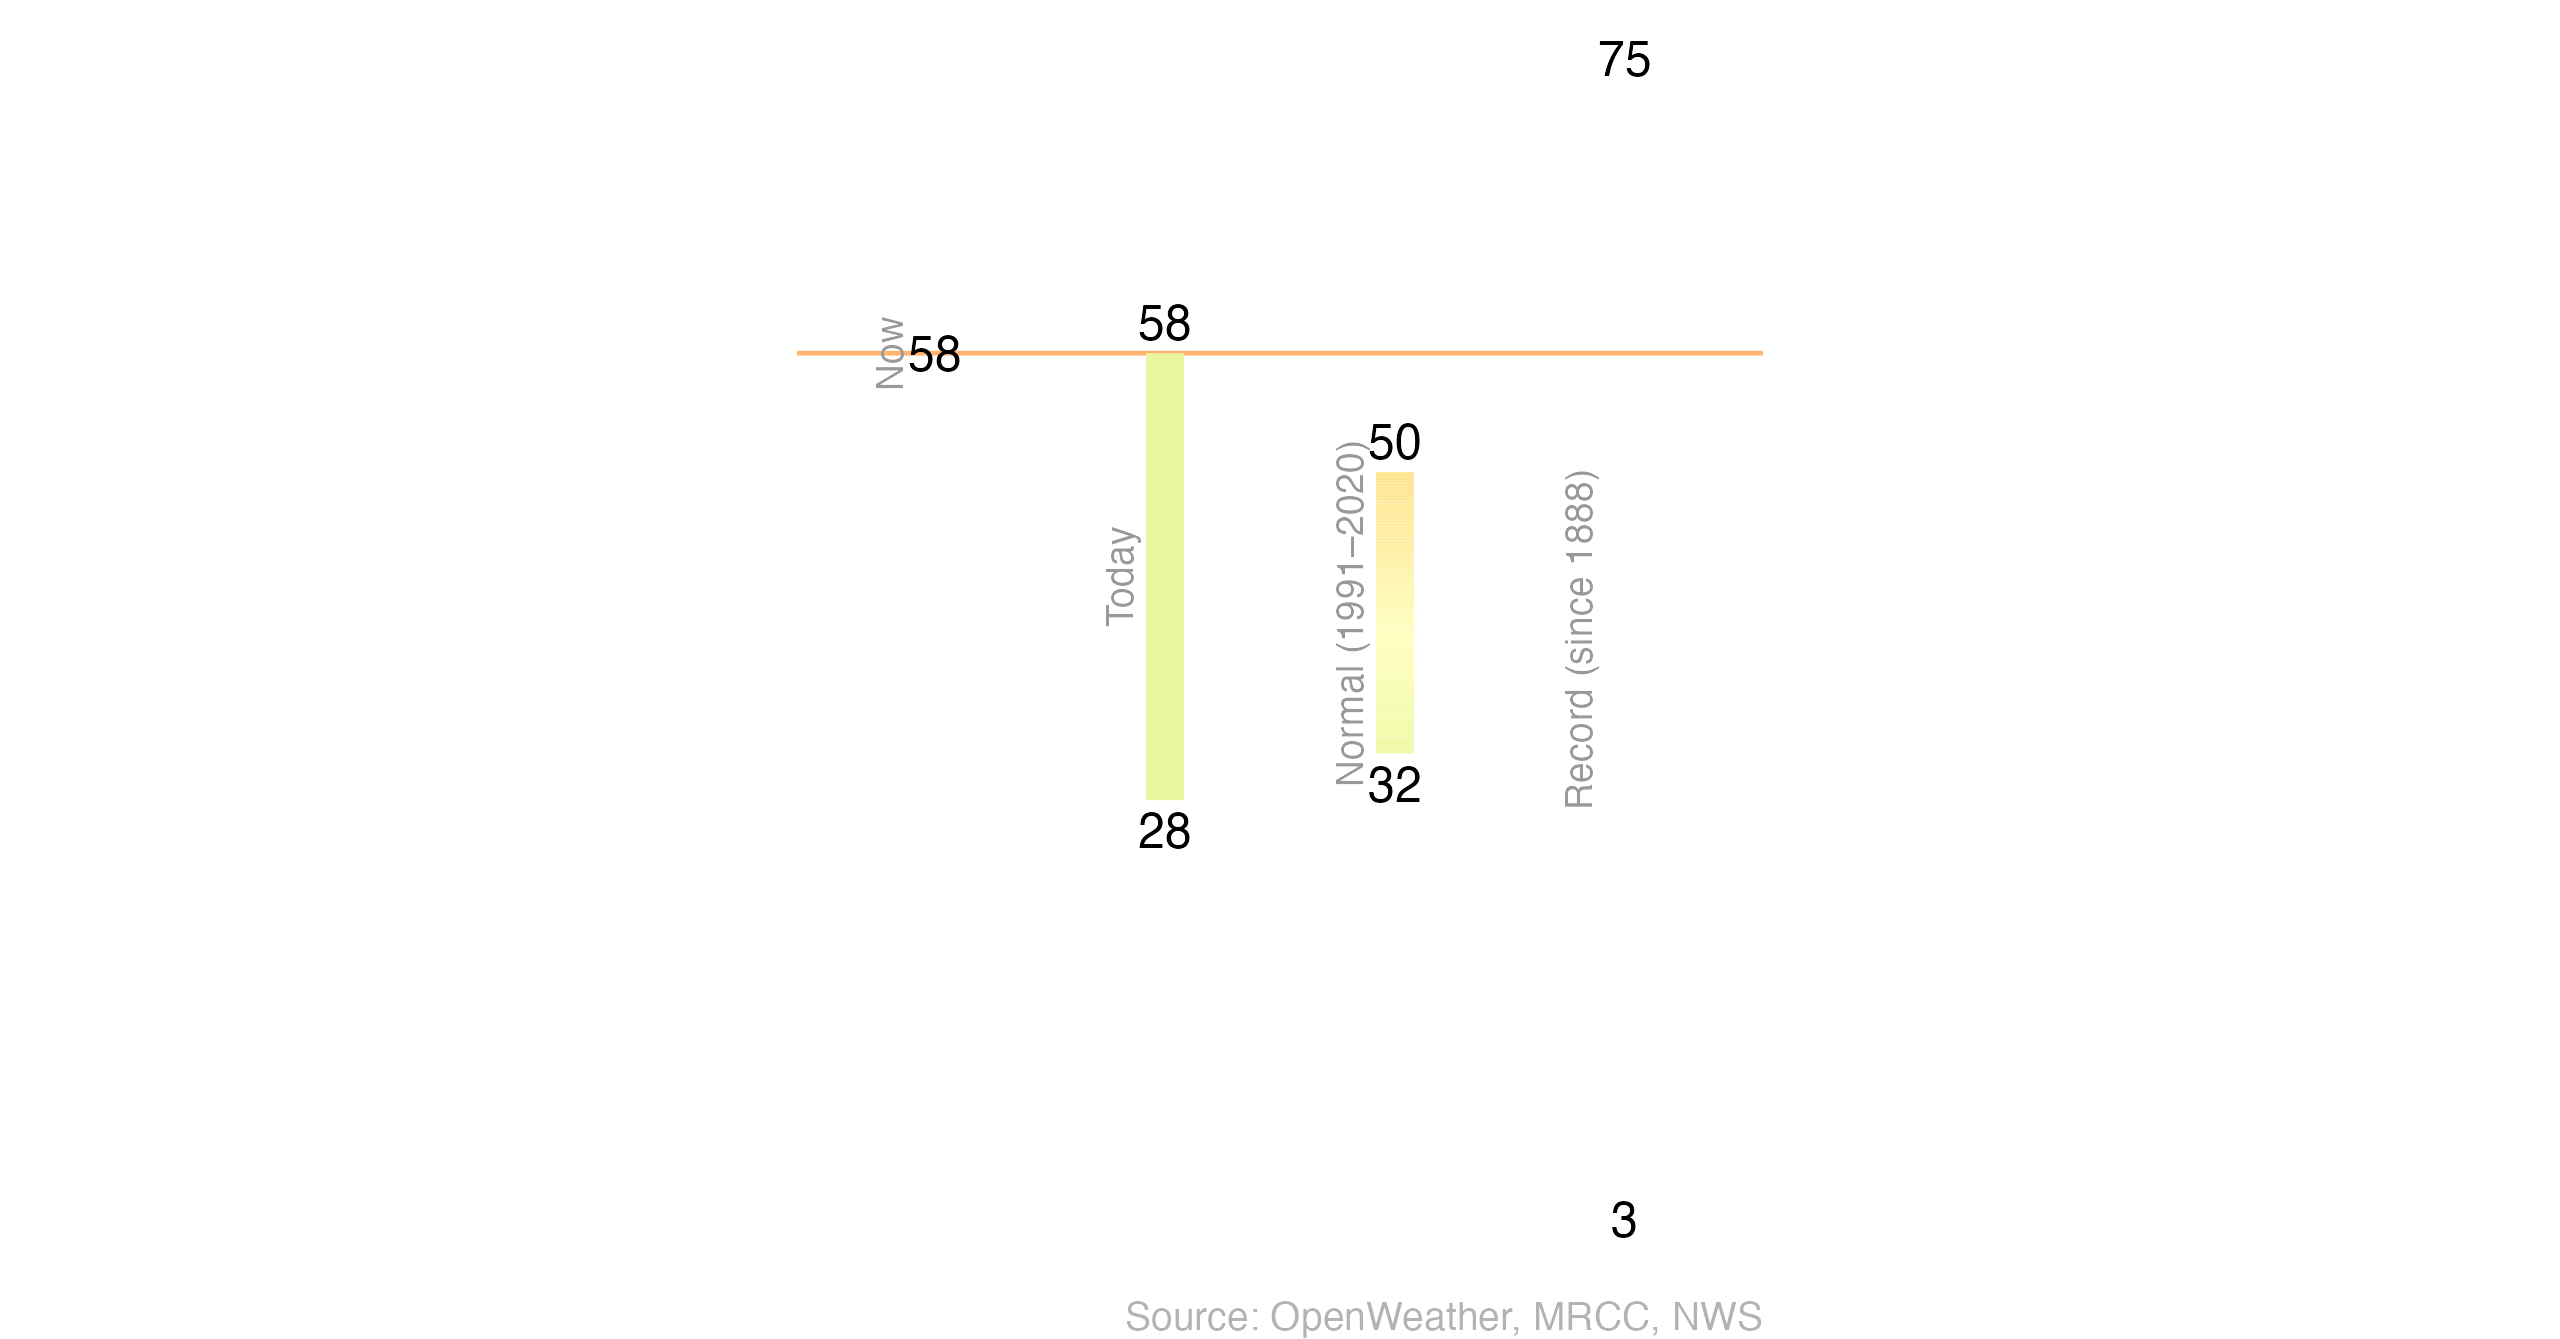 75
58
Now
58
50
Normal (1991–2020)
Record (since 1888)
Today
32
28
3
Source: OpenWeather, MRCC, NWS